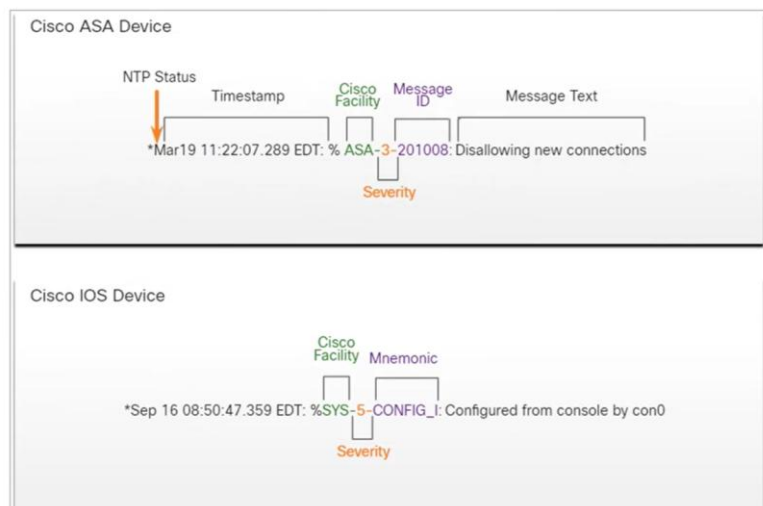 Cisco ASA Device
NTP Status
Timestamp
Cisco
Facility
Message
ID
Message Text
*Mar19 11:22:07.289 EDT: % ASA-3-201008: Disallowing new connections
Severity
Cisco IOS Device
Cisco
Facility
Mnemonic
*Sep 16 08:50:47.359 EDT: %SYS-5-CONFIG_I: Configured from console by con0
Severity